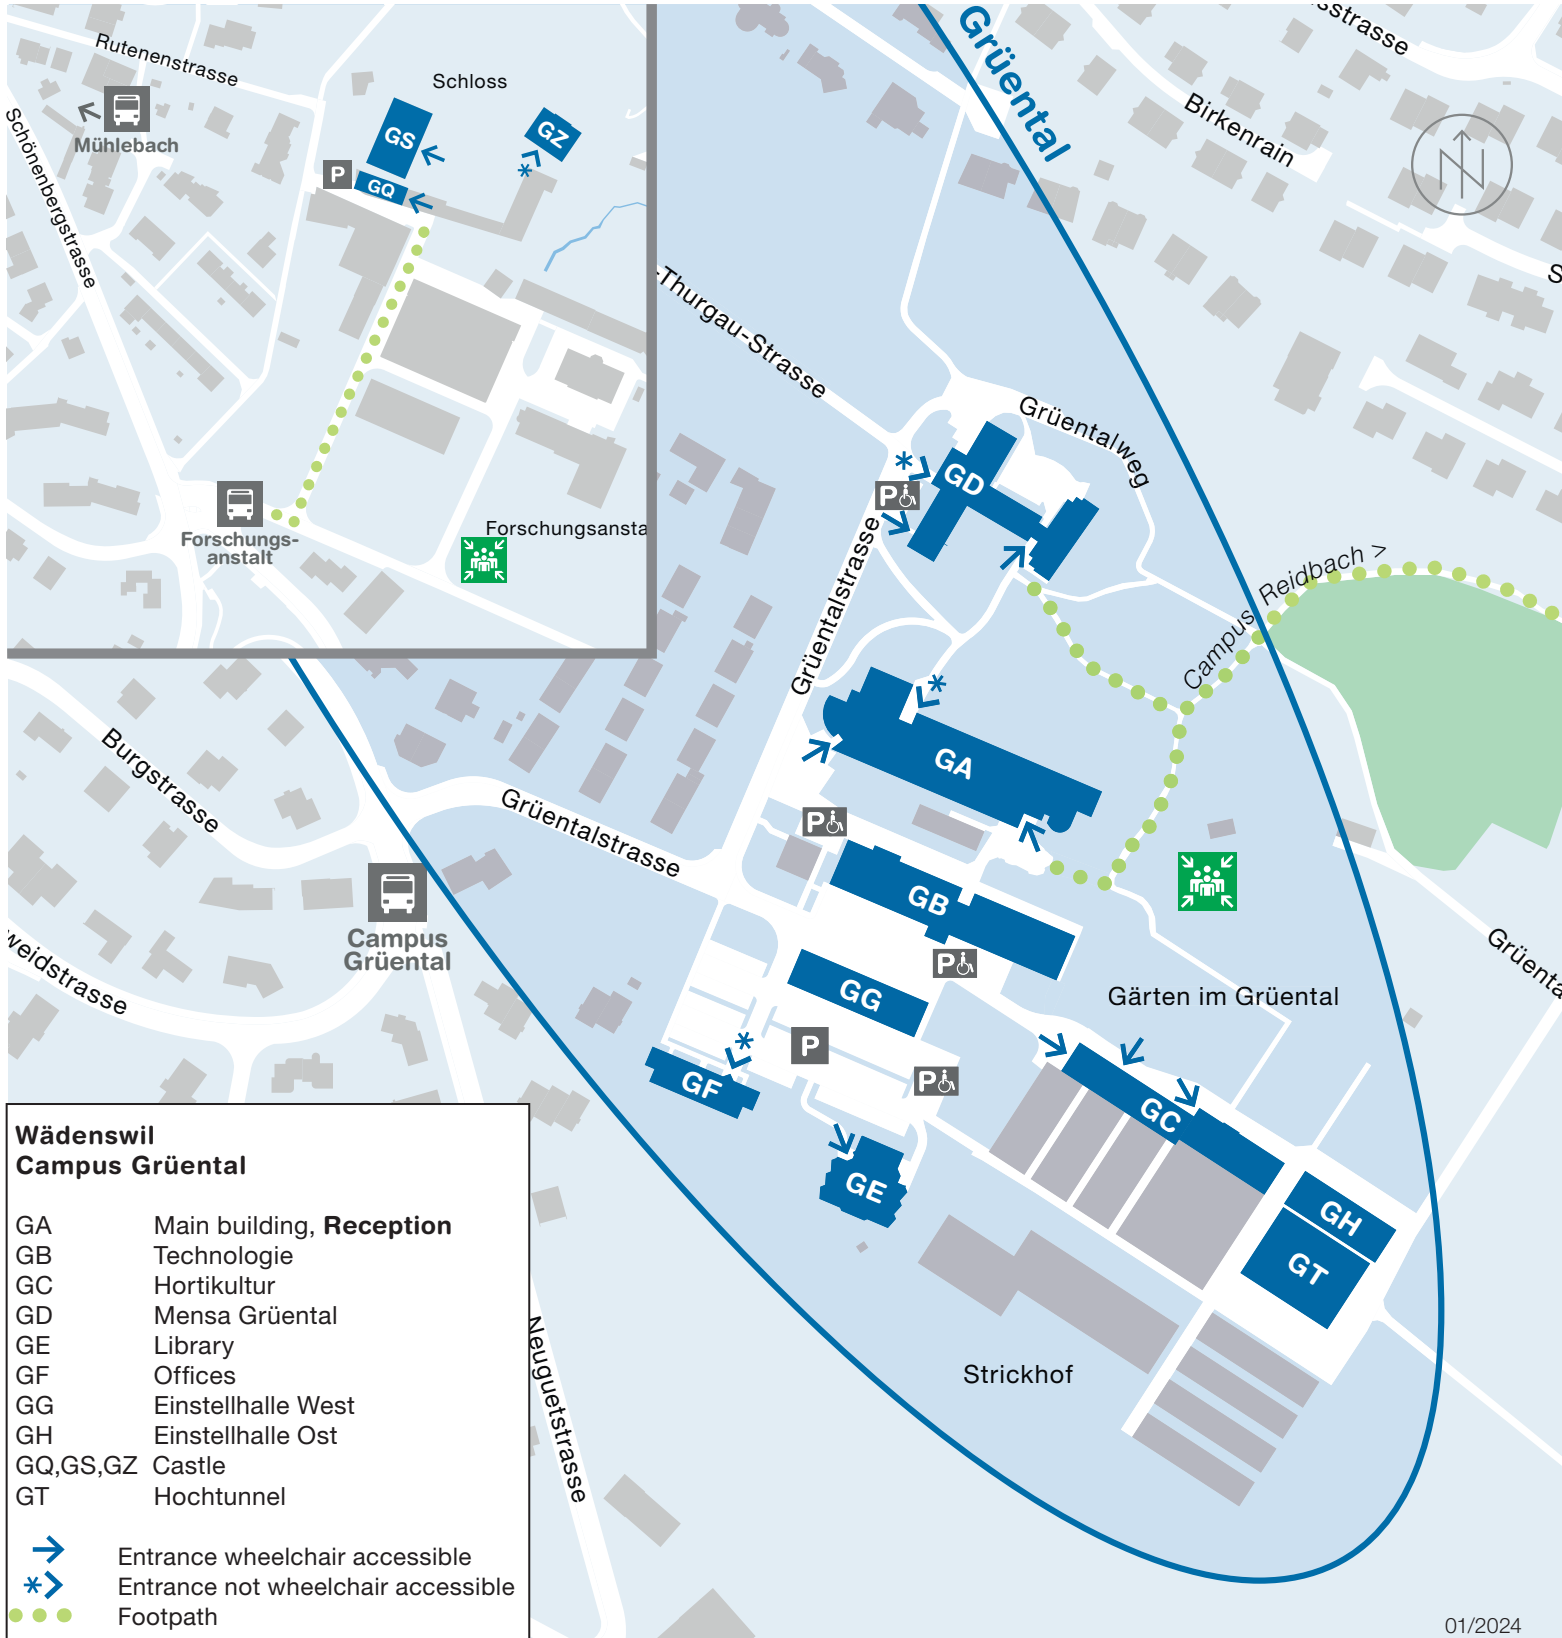 Rutenenstrasse
Schloss
Mühlebach
Schönenbergstrasse
GS
GZ
P
GQ
Forschungs-
anstalt
Forschungsansta
Grüental
sstrasse
Birkenrain
N
S
-Thurgau-Strasse
Grüentalweg
GD
P
Grüentalstrasse
Campus Reidbach >
GA
Burgstrasse
Grüentalstrasse
P
GB
Campus
Grüental
P
weidstrasse
GG
Gärten im Grüental
Grüenta
P
P
GF
GC
GE
GH
GT
Strickhof
Neuguetstrasse
Wädenswil
Campus Grüental
GA Main building, Reception
GB Technologie
GC Hortikultur
GD Mensa Grüental
GE Library
GF Offices
GG Einstellhalle West
GH Einstellhalle Ost
GQ,GS,GZ Castle
GT Hochtunnel
Entrance wheelchair accessible
* Entrance not wheelchair accessible
Footpath
01/2024